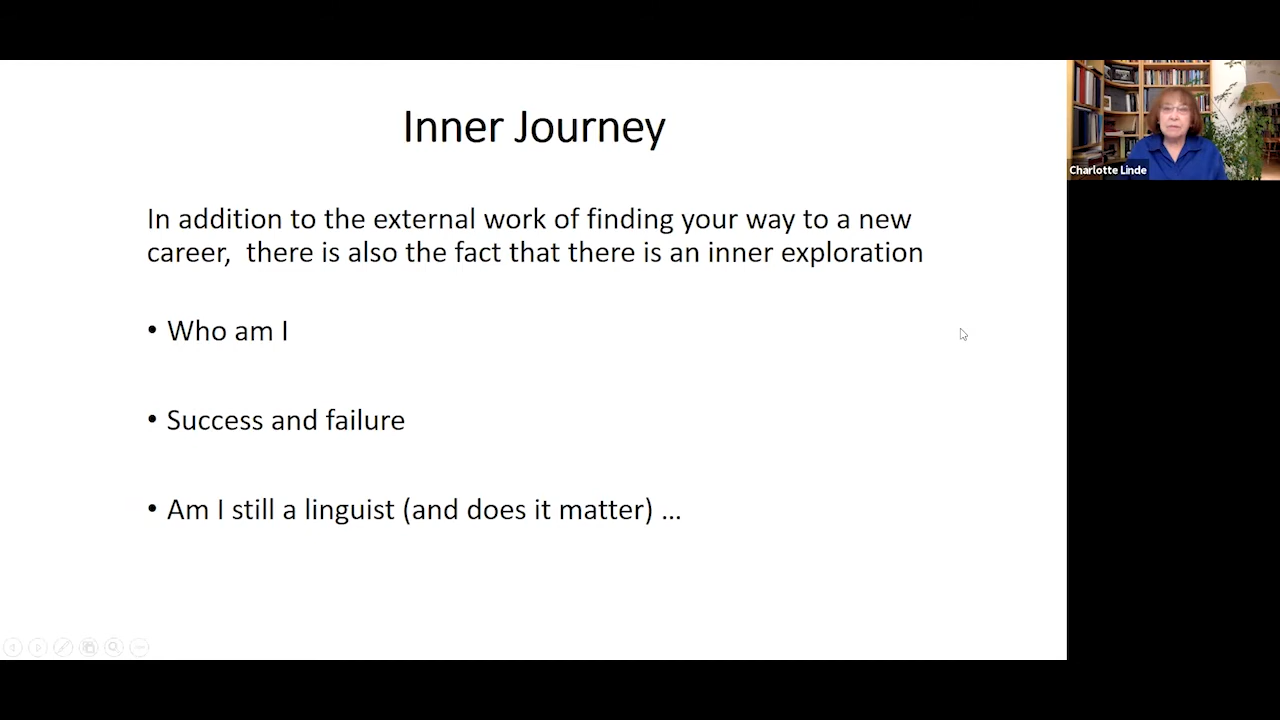 Inner Journey
In addition to the external work of finding your way to a new
career,  there is also the fact that there is an inner exploration
• Who am I
• Success and failure
• Am I still a linguist (and does it matter) …
Charlotte Linde